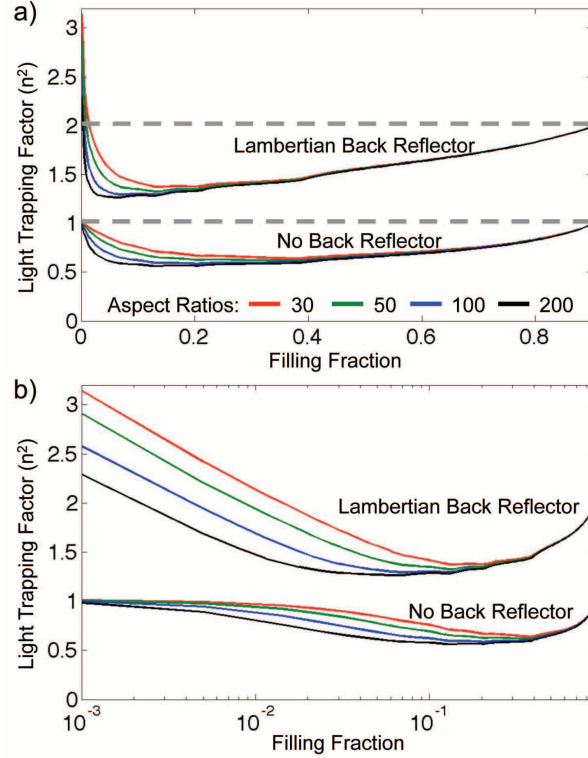 a)
Light Trapping Factor (n²)
3
2.5
2
1.5
1
0.5
0
Lambertian Back Reflector
No Back Reflector
Aspect Ratios: 30 50 100 200
0 0.2 0.4 0.6 0.8
Filling Fraction
b)
Light Trapping Factor (n²)
3
2.5
2
1.5
1
0.5
0
Lambertian Back Reflector
No Back Reflector
10⁻³ 10⁻² 10⁻¹
Filling Fraction